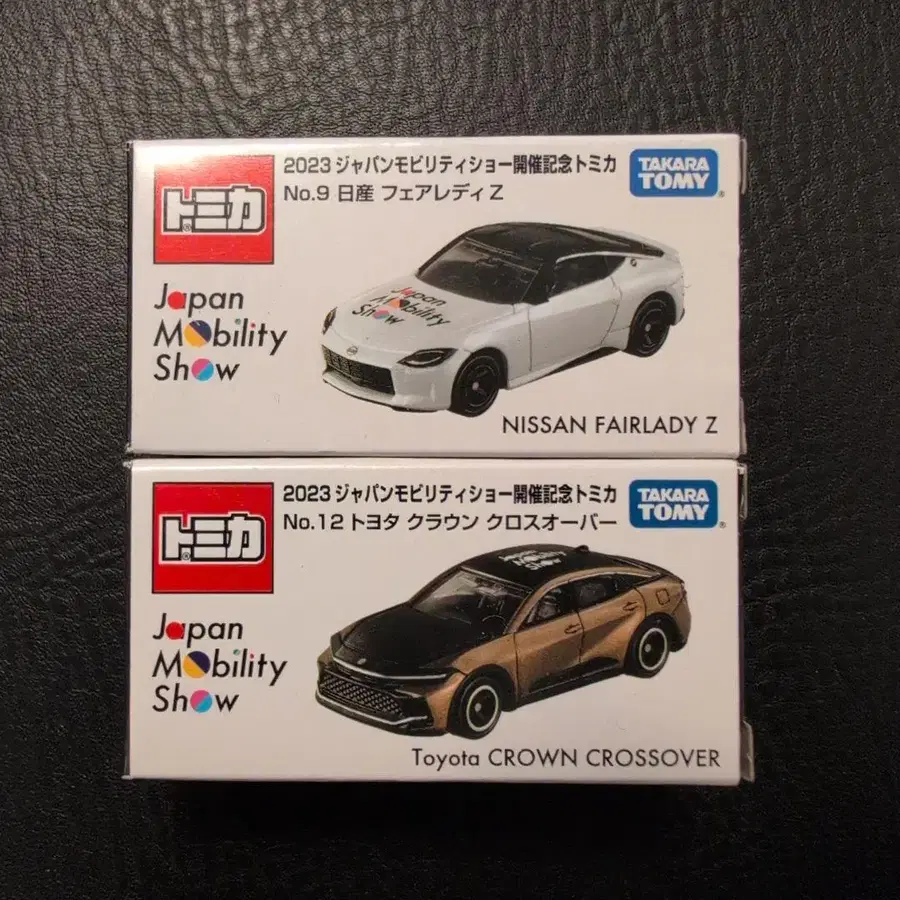 トミカ
2023 ジャパンモビリティショー開催記念トミカ
No.9 日産 フェアレディ Z
TAKARA
TOMY
Japan
Mobility
Show
Japan
Mobility
Show
NISSAN FAIRLADY Z
トミカ
2023 ジャパンモビリティショー開催記念トミカ
No.12 トヨタ クラウン クロスオーバー
TAKARA
TOMY
Japan
Mobility
Show
Japan
Mobility
Show
Toyota CROWN CROSSOVER